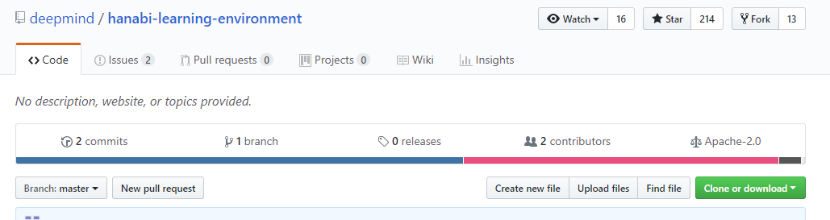 deepmind / hanabi-learning-environment Watch 16 Star 214 Fork 13
Code Issues 2 Pull requests 0 Projects 0 Wiki Insights
No description, website, or topics provided.
2 commits 1 branch 0 releases 2 contributors Apache-2.0
Branch: master New pull request Create new file Upload files Find file Clone or download